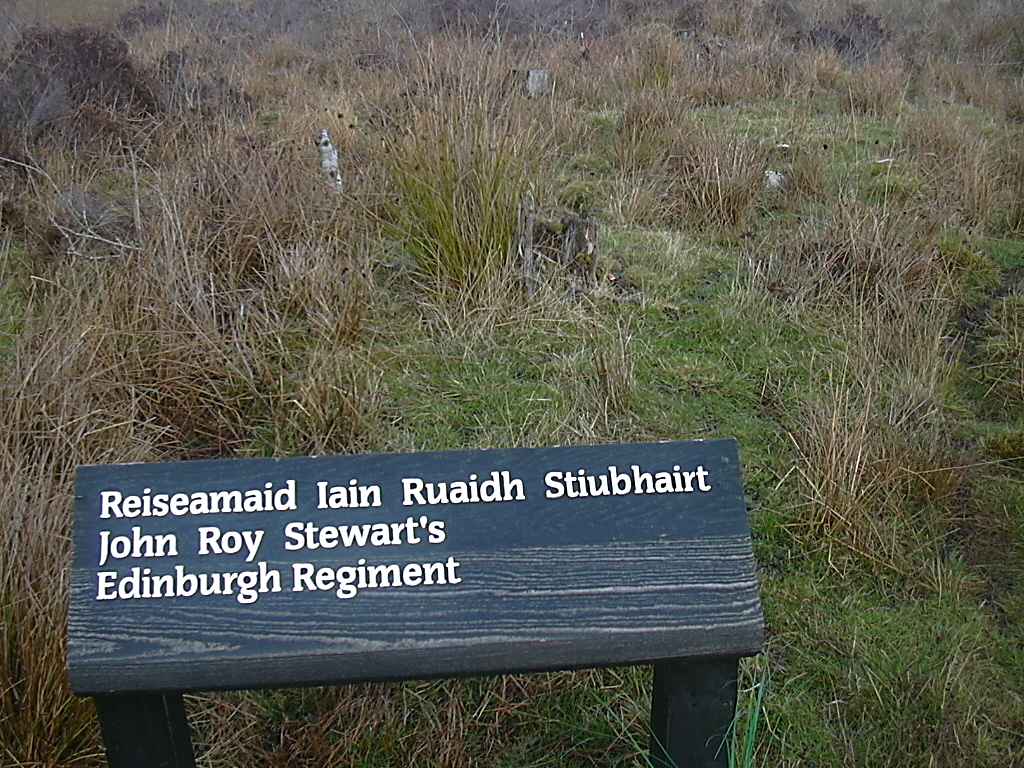 Reiseamaid Iain Ruaidh Stiubhairt
John Roy Stewart's
Edinburgh Regiment